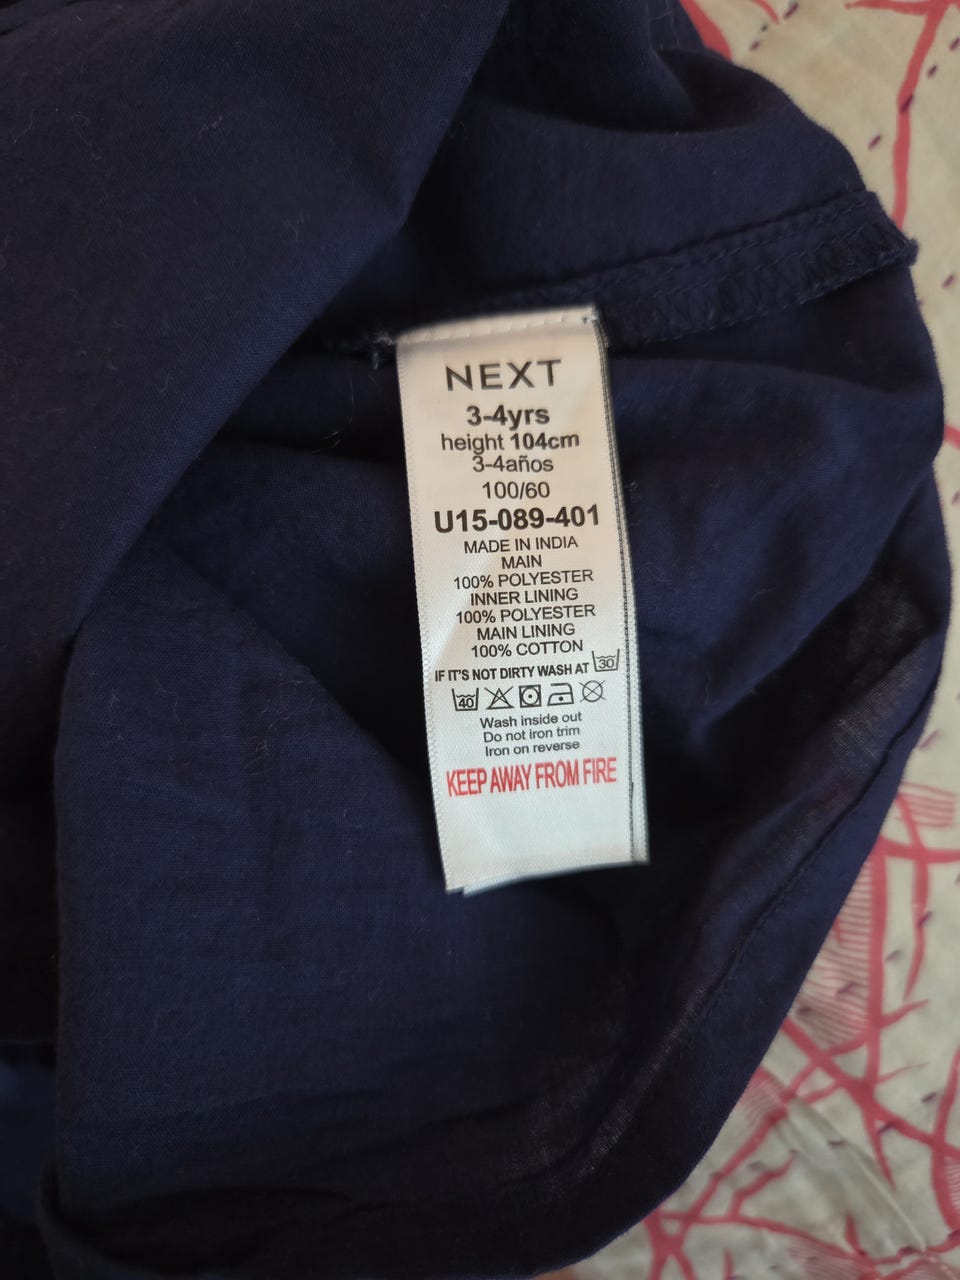 NEXT
3-4yrs
height 104cm
3-4años
100/60
U15-089-401
MADE IN INDIA
MAIN
100% POLYESTER
INNER LINING
100% POLYESTER
MAIN LINING
100% COTTON
IF IT'S NOT DIRTY WASH AT 30
40
Wash inside out
Do not iron trim
Iron on reverse
KEEP AWAY FROM FIRE